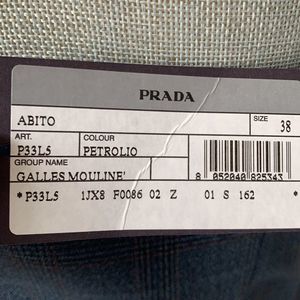 PRADA
ABITO SIZE 38
ART. COLOUR
P33L5 PETROLIO
GROUP NAME
GALLES MOULINE' 8 052040 825343
*P33L5 1JX8 F0086 02 Z 01 S 162